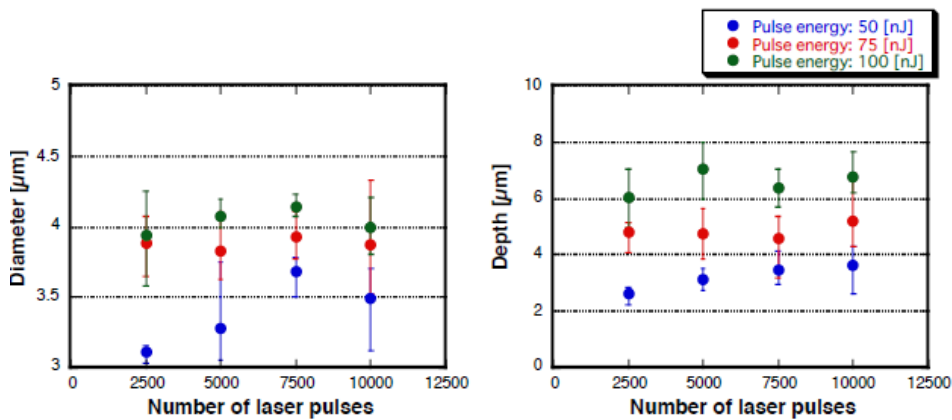 Pulse energy: 50 [nJ]
Pulse energy: 75 [nJ]
Pulse energy: 100 [nJ]
5
4.5
4
3.5
3
Diameter [µm]
0 2500 5000 7500 10000 12500
Number of laser pulses
10
8
6
4
2
0
Depth [µm]
0 2500 5000 7500 10000 12500
Number of laser pulses